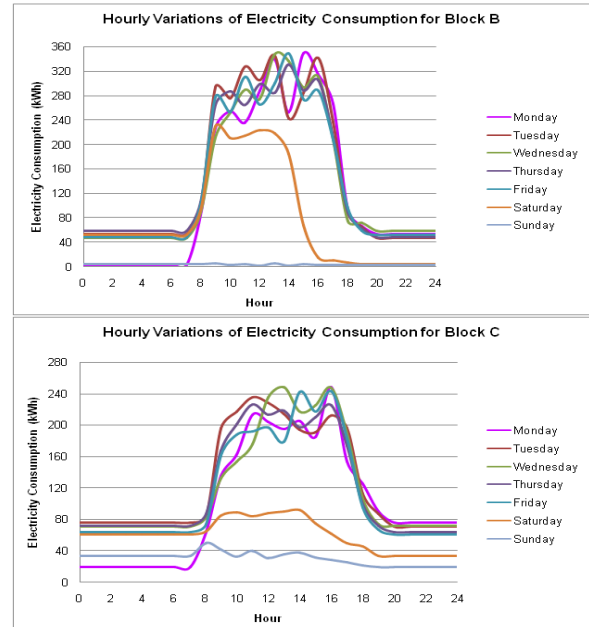 Hourly Variations of Electricity Consumption for Block B
Electricity Consumption (kWh)
360
320
280
240
200
160
120
80
40
0
0 2 4 6 8 10 12 14 16 18 20 22 24
Hour
Monday
Tuesday
Wednesday
Thursday
Friday
Saturday
Sunday
Hourly Variations of Electricity Consumption for Block C
Electricity Consumption (kWh)
280
240
200
160
120
80
40
0
0 2 4 6 8 10 12 14 16 18 20 22 24
Hour
Monday
Tuesday
Wednesday
Thursday
Friday
Saturday
Sunday